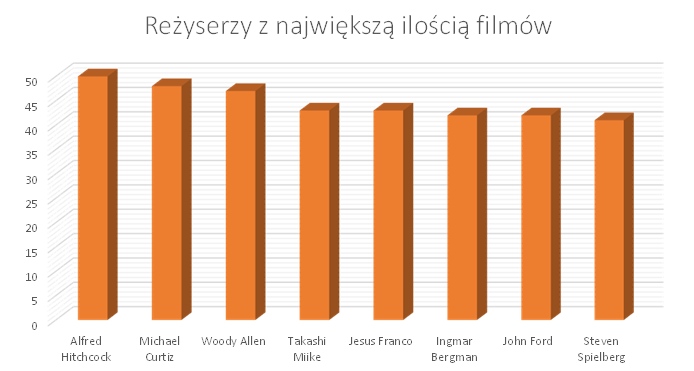 Reżyserzy z największą ilością filmów
50
45
40
35
30
25
20
15
10
5
0
Alfred
Hitchcock
Michael
Curtiz
Woody Allen
Takashi
Miike
Jesus Franco
Ingmar
Bergman
John Ford
Steven
Spielberg